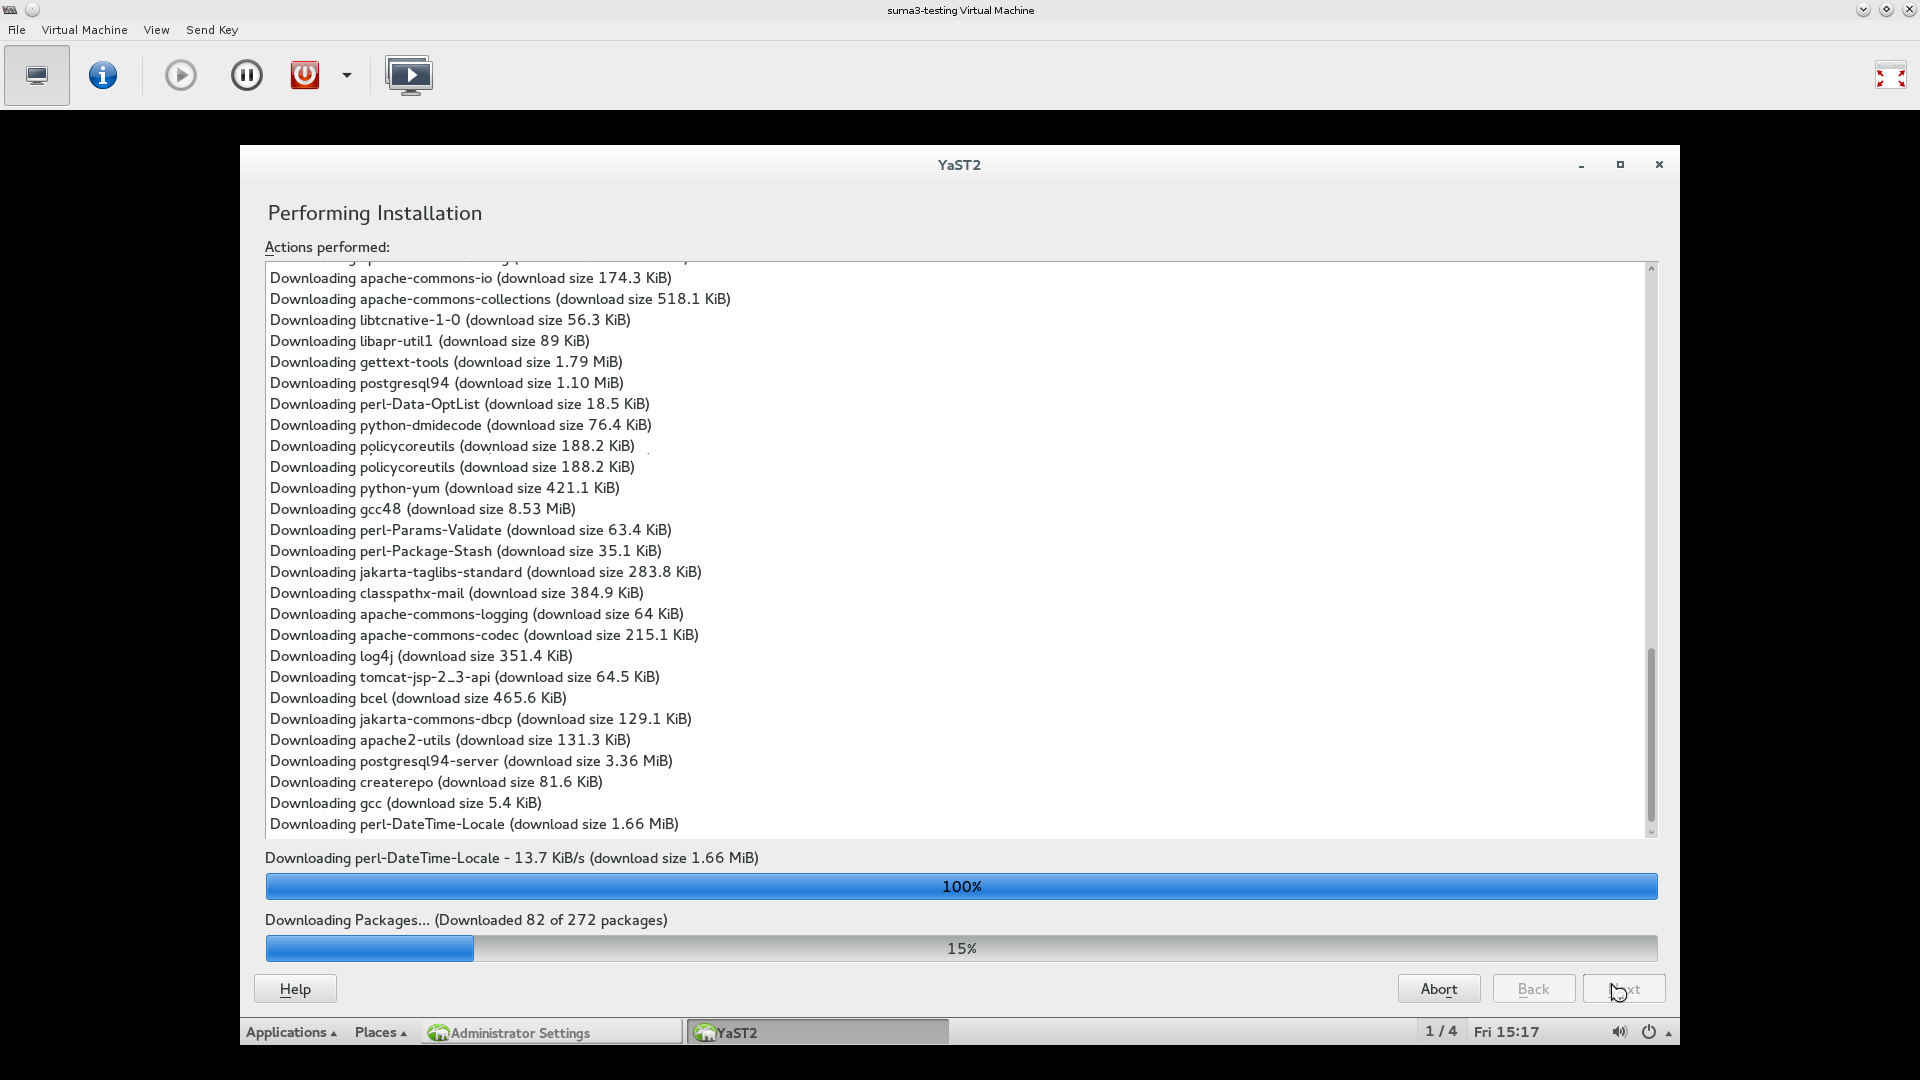 suma3-testing Virtual Machine
File Virtual Machine View Send Key
YaST2
Performing Installation
Actions performed:
Downloading apache-commons-io (download size 174.3 KiB)
Downloading apache-commons-collections (download size 518.1 KiB)
Downloading libtcnative-1-0 (download size 56.3 KiB)
Downloading libapr-util1 (download size 89 KiB)
Downloading gettext-tools (download size 1.79 MiB)
Downloading postgresql94 (download size 1.10 MiB)
Downloading perl-Data-OptList (download size 18.5 KiB)
Downloading python-dmidecode (download size 76.4 KiB)
Downloading policycoreutils (download size 188.2 KiB)
Downloading policycoreutils (download size 188.2 KiB)
Downloading python-yum (download size 421.1 KiB)
Downloading gcc48 (download size 8.53 MiB)
Downloading perl-Params-Validate (download size 63.4 KiB)
Downloading perl-Package-Stash (download size 35.1 KiB)
Downloading jakarta-taglibs-standard (download size 283.8 KiB)
Downloading classpathx-mail (download size 384.9 KiB)
Downloading apache-commons-logging (download size 64 KiB)
Downloading apache-commons-codec (download size 215.1 KiB)
Downloading log4j (download size 351.4 KiB)
Downloading tomcat-jsp-2_3-api (download size 64.5 KiB)
Downloading bcel (download size 465.6 KiB)
Downloading jakarta-commons-dbcp (download size 129.1 KiB)
Downloading apache2-utils (download size 131.3 KiB)
Downloading postgresql94-server (download size 3.36 MiB)
Downloading createrepo (download size 81.6 KiB)
Downloading gcc (download size 5.4 KiB)
Downloading perl-DateTime-Locale (download size 1.66 MiB)
Downloading perl-DateTime-Locale - 13.7 KiB/s (download size 1.66 MiB)
100%
Downloading Packages... (Downloaded 82 of 272 packages)
15%
Help Abort Back
Applications Places Administrator Settings YaST2 1 / 4 Fri 15:17